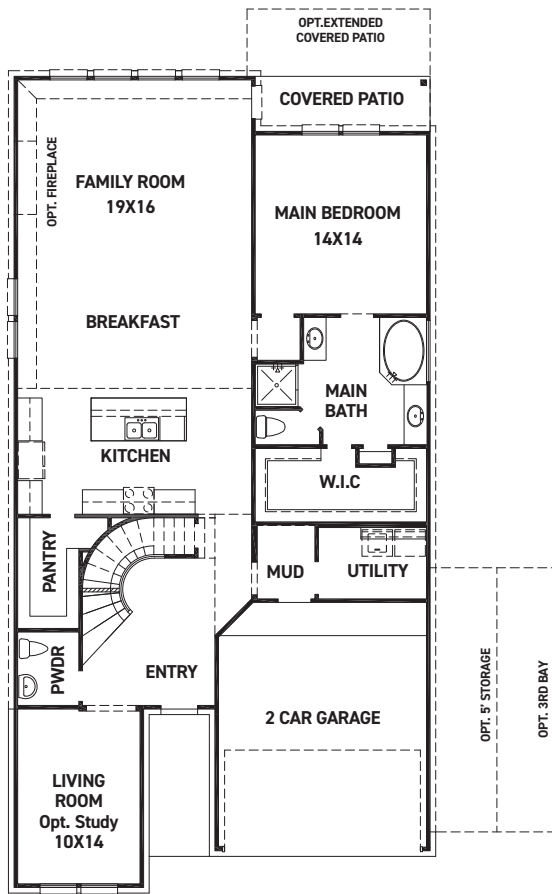 OPT.EXTENDED
COVERED PATIO
COVERED PATIO
OPT. FIREPLACE
FAMILY ROOM
19X16
MAIN BEDROOM
14X14
BREAKFAST
MAIN
BATH
KITCHEN
W.I.C
PANTRY
MUD
UTILITY
PWDR
ENTRY
2 CAR GARAGE
OPT. 5' STORAGE
OPT. 3RD BAY
LIVING
ROOM
Opt. Study
10X14